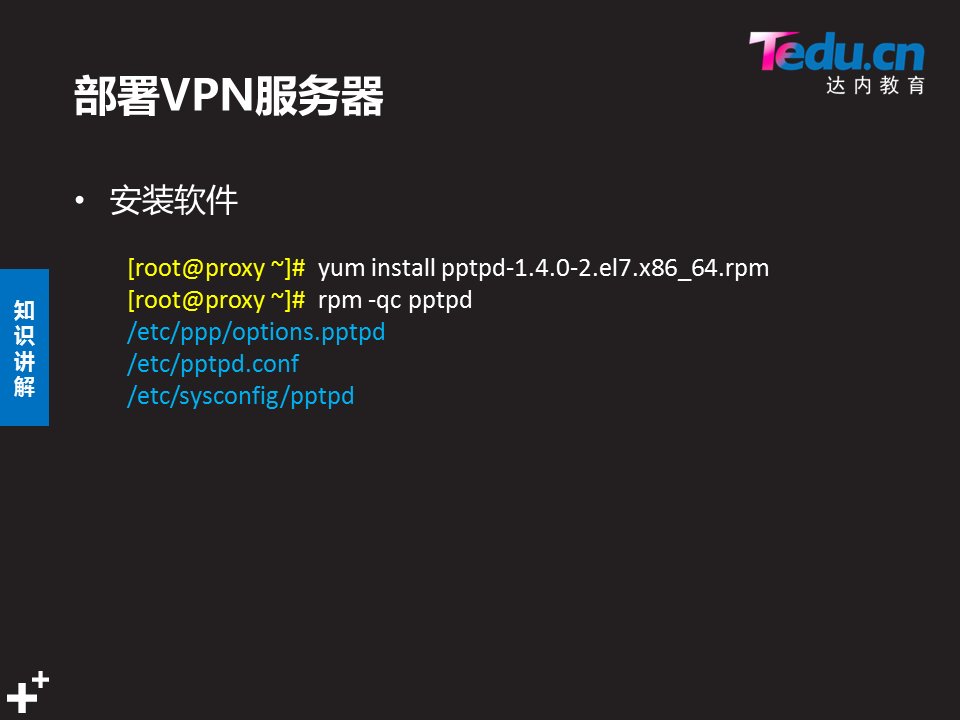 Tedu.cn
达内教育
部署VPN服务器
• 安装软件
[root@proxy ~]# yum install pptpd-1.4.0-2.el7.x86_64.rpm
[root@proxy ~]# rpm -qc pptpd
/etc/ppp/options.pptpd
/etc/pptpd.conf
/etc/sysconfig/pptpd
知
识
讲
解